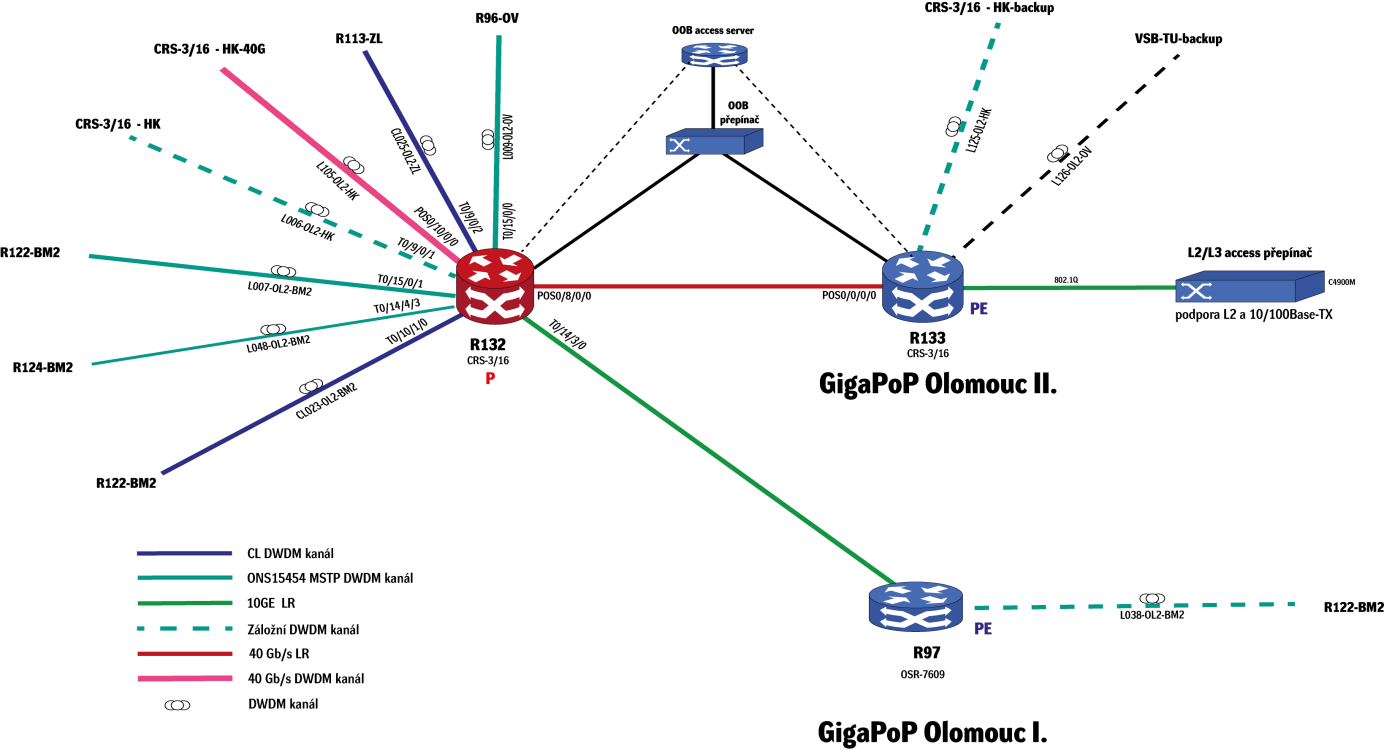 R96-OV
CRS-3/16 - HK-backup
OOB access server
R113-ZL
VSB-TU-backup
CRS-3/16 - HK-40G
CRS-3/16 - HK
OOB
přepínač
L009-OL2-OV
CL025-OL2-ZL
L105-OL2-HK
L006-OL2-HK
L125-OL2-HK
L126-OL2-OV
T0/15/0/0
T0/9/0/2
POS0/10/0/0
T0/9/0/1
R122-BM2
L007-OL2-BM2
T0/15/0/1
T0/14/4/3
T0/10/1/0
POS0/8/0/0
POS0/0/0/0
802.1Q
L2/L3 access přepínač
C4900M
podpora L2 a 10/100Base-TX
PE
R133
CRS-3/16
GigaPoP Olomouc II.
R132
CRS-3/16
P
T0/14/3/0
L048-OL2-BM2
R124-BM2
CL023-OL2-BM2
R122-BM2
CL DWDM kanál
ONS15454 MSTP DWDM kanál
10GE LR
Záložní DWDM kanál
40 Gb/s LR
40 Gb/s DWDM kanál
DWDM kanál
PE
R97
OSR-7609
L038-OL2-BM2
R122-BM2
GigaPoP Olomouc I.